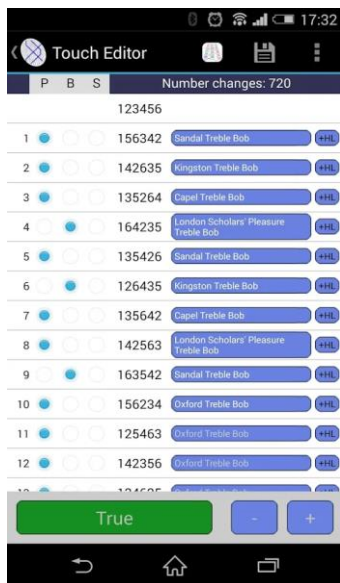 17:32
Touch Editor
P B S Number changes: 720
123456
1 156342 Sandal Treble Bob +HL
2 142635 Kingston Treble Bob +HL
3 135264 Capel Treble Bob +HL
4 164235 London Scholars' Pleasure
Treble Bob +HL
5 135426 Sandal Treble Bob +HL
6 126435 Kingston Treble Bob +HL
7 135642 Capel Treble Bob +HL
8 142563 London Scholars' Pleasure
Treble Bob +HL
9 163542 Sandal Treble Bob +HL
10 156234 Oxford Treble Bob +HL
11 125463 Oxford Treble Bob +HL
12 142356 Oxford Treble Bob +HL
True - +